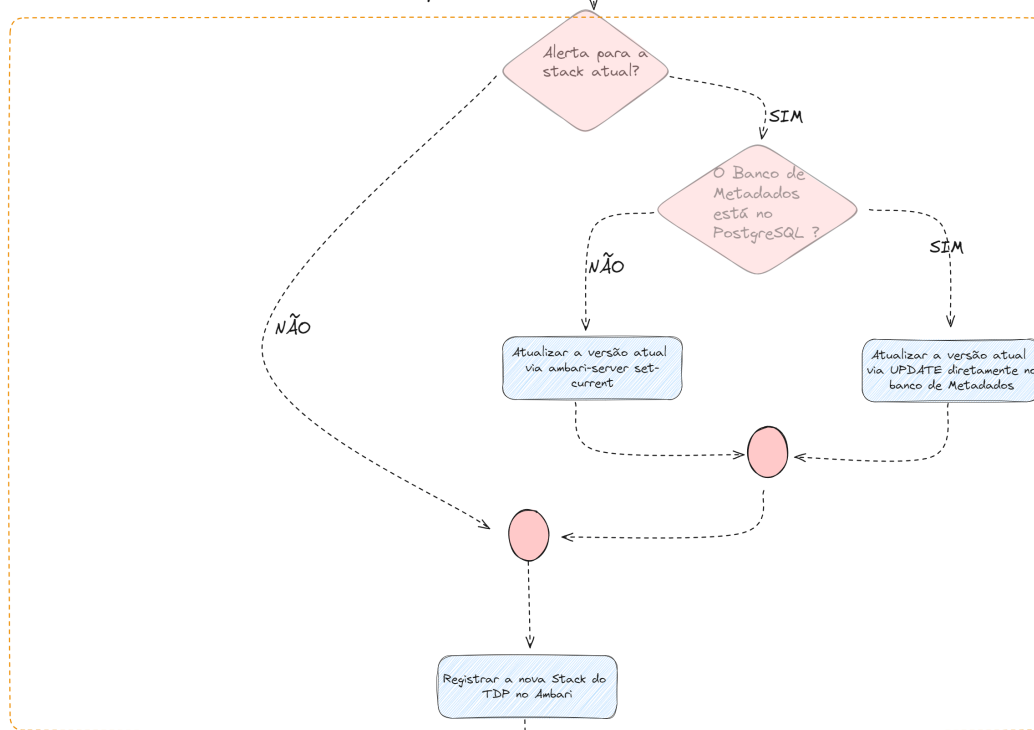 Alerta para a
stack atual?
SIM
O Banco de
Metadados
está no
PostgreSQL ?
NÃO
SIM
NÃO
Atualizar a versão atual
via ambari-server set-
current
Atualizar a versão atual
via UPDATE diretamente no
banco de Metadados
Registrar a nova Stack do
TDP no Ambari